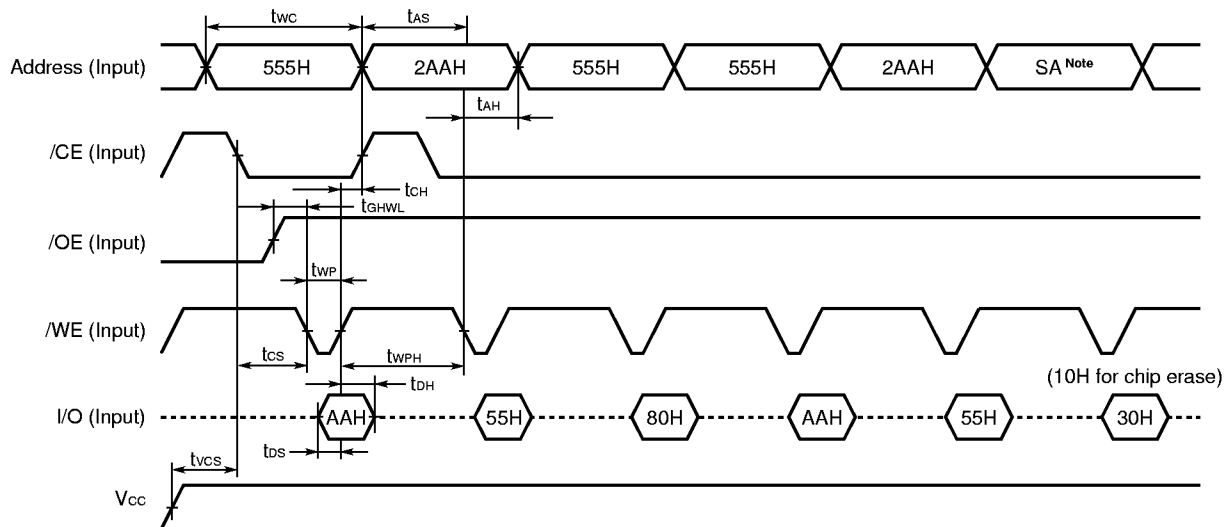 tWC tAS
Address (Input) 555H 2AAH 555H 555H 2AAH SA Note
tAH
/CE (Input)
tCH
tGHWL
/OE (Input)
tWP
/WE (Input)
tCS tWPH
tDH
(10H for chip erase)
I/O (Input) AAH 55H 80H AAH 55H 30H
tDS
tVCS
VCC